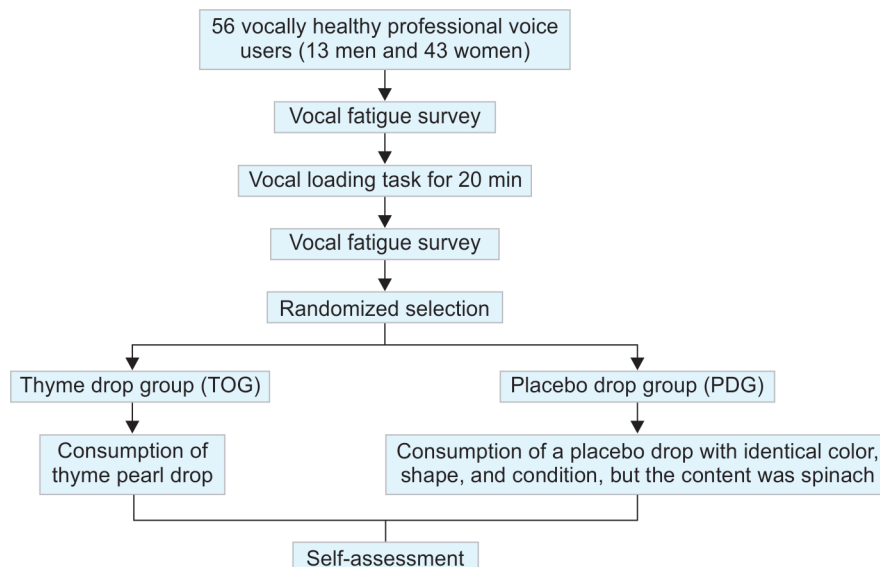 56 vocally healthy professional voice
users (13 men and 43 women)
Vocal fatigue survey
Vocal loading task for 20 min
Vocal fatigue survey
Randomized selection
Thyme drop group (TOG)
Placebo drop group (PDG)
Consumption of
thyme pearl drop
Consumption of a placebo drop with identical color,
shape, and condition, but the content was spinach
Self-assessment